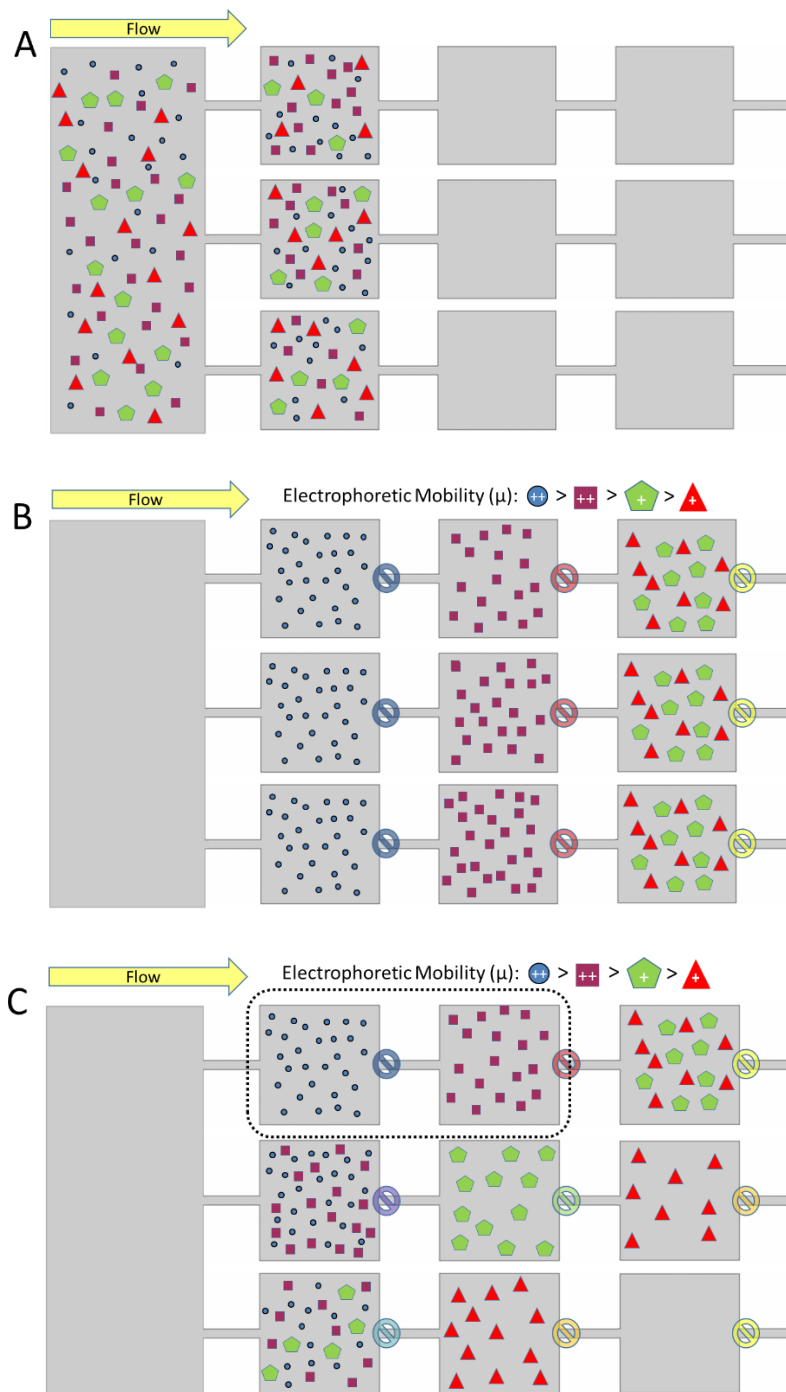 A
Flow
B
Flow
Electrophoretic Mobility (μ): ++ > ++ > + > +
C
Flow
Electrophoretic Mobility (μ): ++ > ++ > + > +